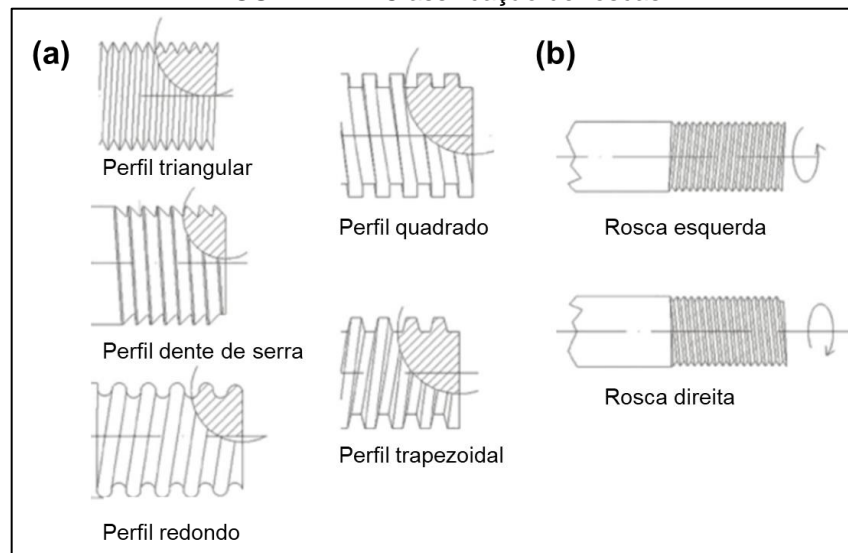 (a)
Perfil triangular
Perfil dente de serra
Perfil redondo
Perfil quadrado
Perfil trapezoidal
(b)
Rosca esquerda
Rosca direita